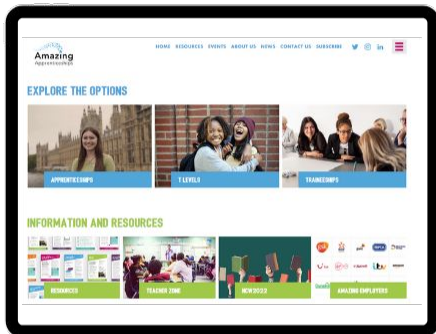 Amazing
Apprenticeships
HOME RESOURCES EVENTS ABOUT US NEWS CONTACT US SUBSCRIBE
EXPLORE THE OPTIONS
APPRENTICESHIPS
T LEVELS
TRAINEESHIPS
INFORMATION AND RESOURCES
RESOURCES
TEACHER ZONE
NCW2022
AMAZING EMPLOYERS